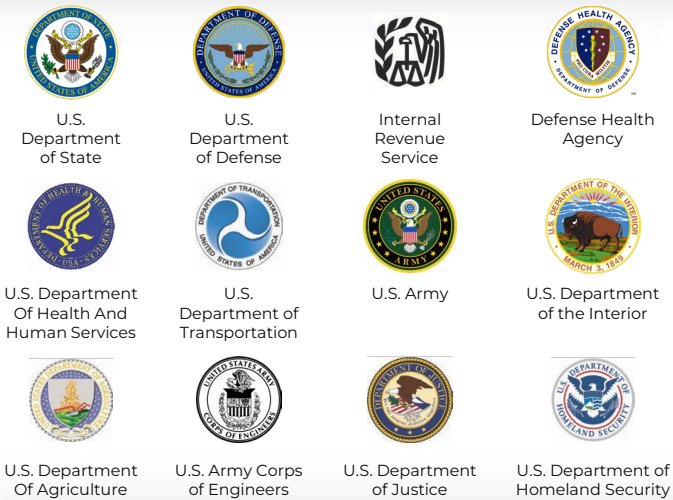 DEPARTMENT OF STATE
UNITED STATES OF AMERICA
U.S.
Department
of State
DEPARTMENT OF DEFENSE
UNITED STATES OF AMERICA
U.S.
Department
of Defense
Internal
Revenue
Service
DEFENSE HEALTH AGENCY
DEPARTMENT OF DEFENSE
Defense Health
Agency
DEPARTMENT OF HEALTH & HUMAN SERVICES · USA
U.S. Department
Of Health And
Human Services
DEPARTMENT OF TRANSPORTATION
UNITED STATES OF AMERICA
U.S.
Department of
Transportation
UNITED STATES
ARMY
U.S. Army
U.S. DEPARTMENT OF THE INTERIOR
MARCH 3, 1849
U.S. Department
of the Interior
U.S. Department
Of Agriculture
UNITED STATES ARMY
CORPS OF ENGINEERS
U.S. Army Corps
of Engineers
DEPARTMENT OF JUSTICE
U.S. Department
of Justice
U.S. DEPARTMENT OF
HOMELAND SECURITY
U.S. Department of
Homeland Security